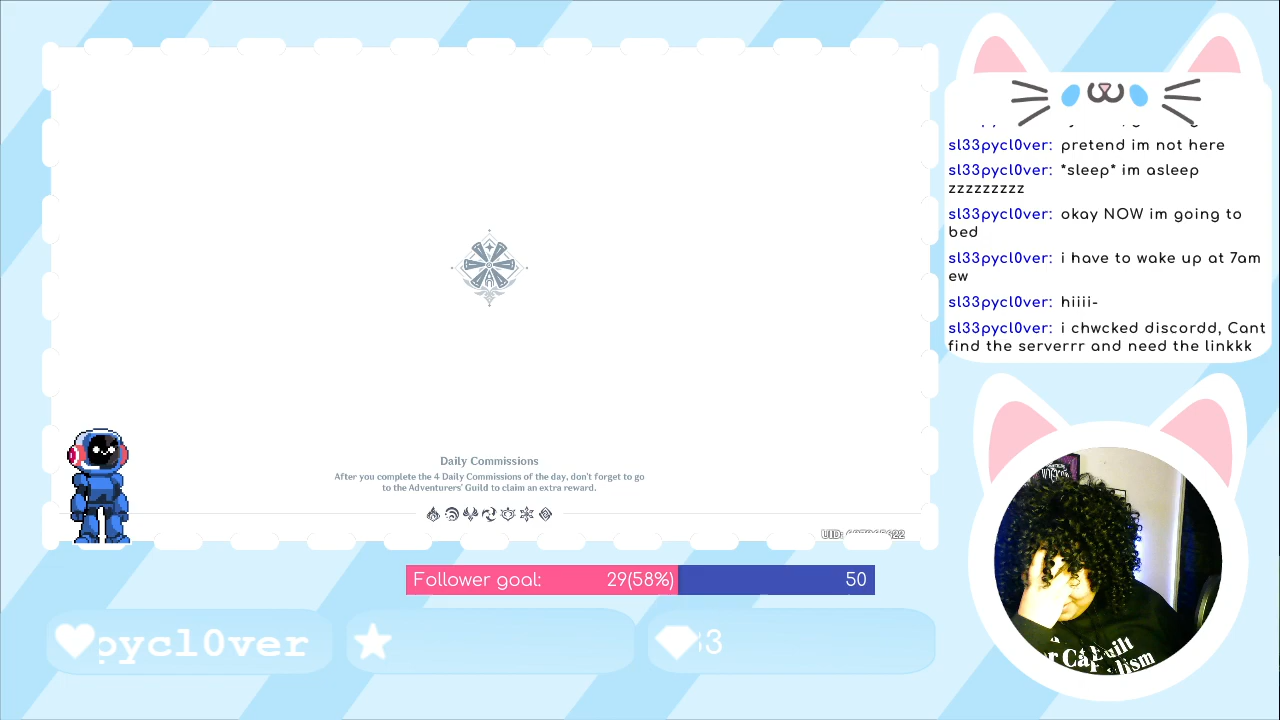 sl33pycl0ver: pretend im not here
sl33pycl0ver: *sleep* im asleep
zzzzzzzzz
sl33pycl0ver: okay NOW im going to
bed
sl33pycl0ver: i have to wake up at 7am
ew
sl33pycl0ver: hiiii-
sl33pycl0ver: i chwcked discordd, Cant
find the serverrr and need the linkkk
Daily Commissions
After you complete the 4 Daily Commissions of the day, don't forget to go
to the Adventurers' Guild to claim an extra reward.
UID:
Follower goal: 29(58%) 50
pycl0ver
3